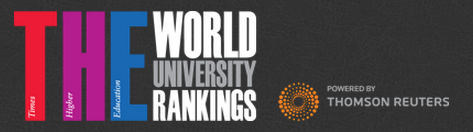 THE
Times
Higher
Education
WORLD
UNIVERSITY
RANKINGS
POWERED BY
THOMSON REUTERS